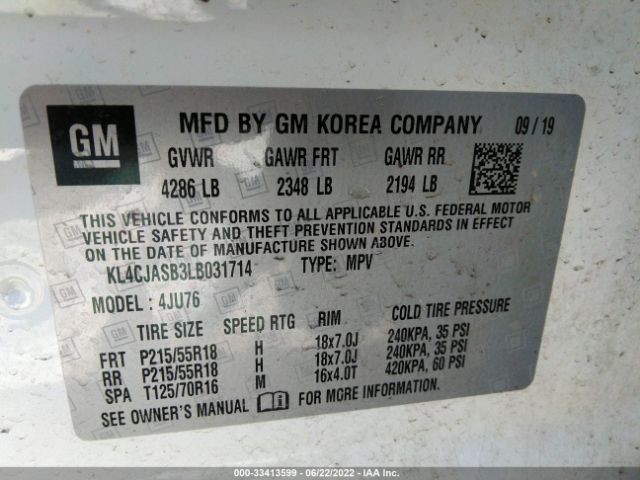 GM MFD BY GM KOREA COMPANY 09/19
GVWR GAWR FRT GAWR RR
4286 LB 2348 LB 2194 LB
THIS VEHICLE CONFORMS TO ALL APPLICABLE U.S. FEDERAL MOTOR
VEHICLE SAFETY AND THEFT PREVENTION STANDARDS IN EFFECT
ON THE DATE OF MANUFACTURE SHOWN ABOVE.
KL4CJASB3LB031714 TYPE: MPV
MODEL: 4JU76
TIRE SIZE SPEED RTG RIM COLD TIRE PRESSURE
FRT P215/55R18 H 18x7.0J 240KPA, 35 PSI
RR P215/55R18 H 18x7.0J 240KPA, 35 PSI
SPA T125/70R16 M 16x4.0T 420KPA, 60 PSI
SEE OWNER'S MANUAL FOR MORE INFORMATION.
000-33413599 - 06/22/2022 - IAA Inc.